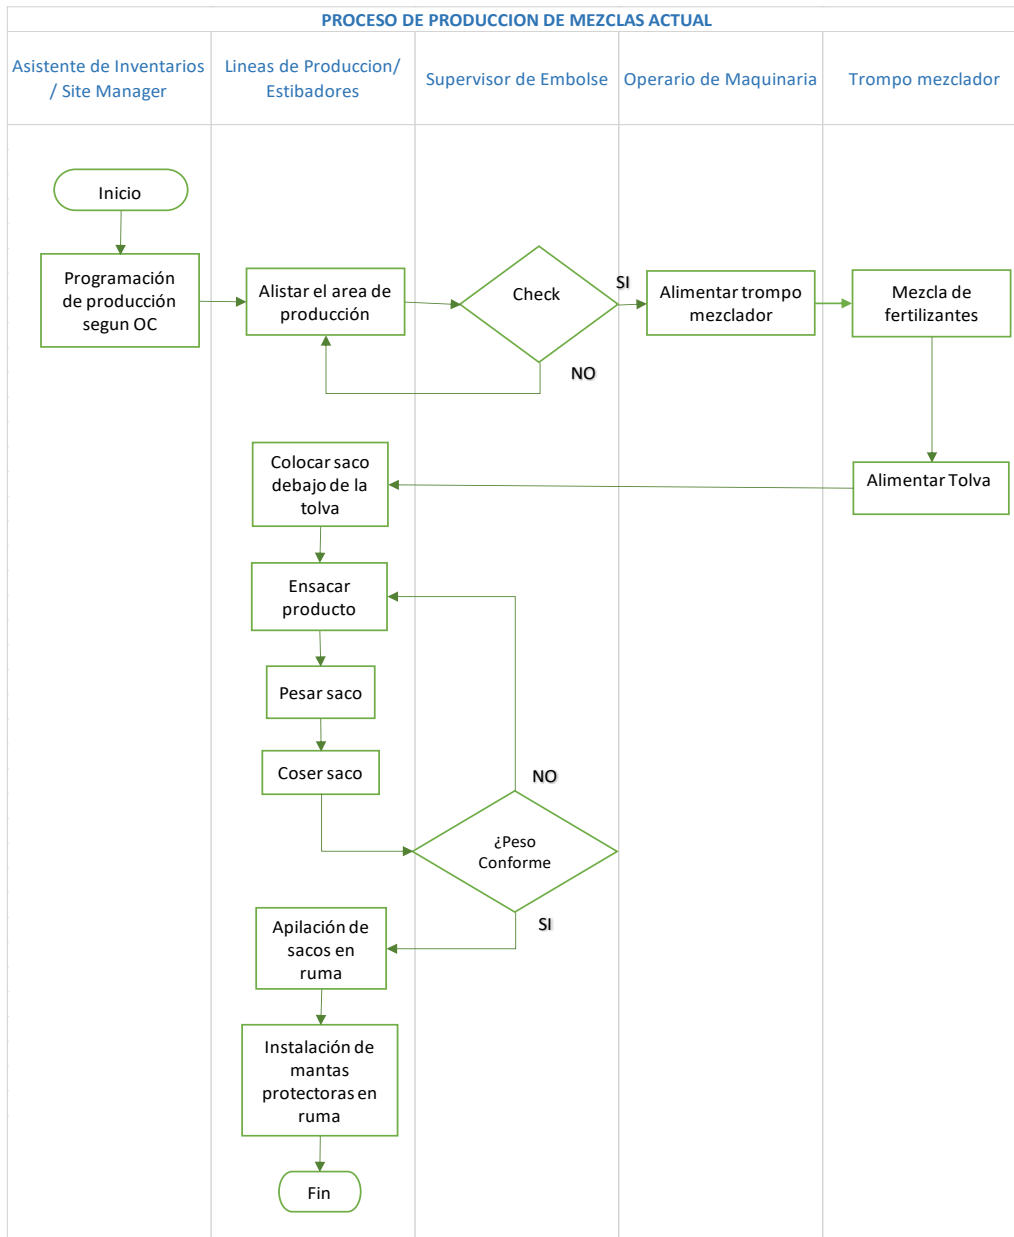 PROCESO DE PRODUCCION DE MEZCLAS ACTUAL
Asistente de Inventarios
/ Site Manager
Lineas de Produccion/
Estibadores
Supervisor de Embolse
Operario de Maquinaria
Trompo mezclador
Inicio
Programación
de producción
segun OC
Alistar el area de
producción
Check
SI
NO
Alimentar trompo
mezclador
Mezcla de
fertilizantes
Alimentar Tolva
Colocar saco
debajo de la
tolva
Ensacar
producto
Pesar saco
Coser saco
NO
¿Peso
Conforme
SI
Apilación de
sacos en
ruma
Instalación de
mantas
protectoras en
ruma
Fin